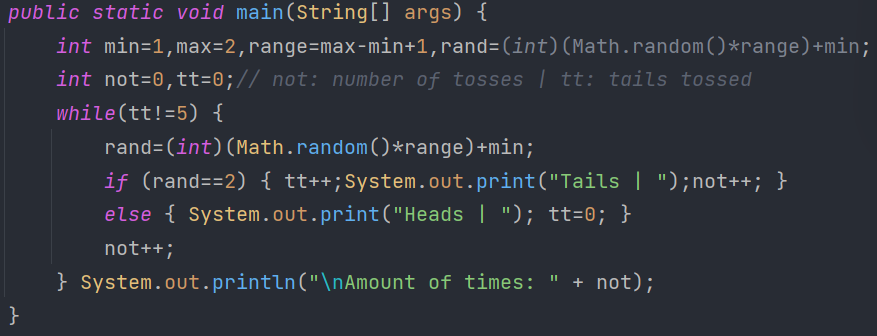 public static void main(String[] args) {
    int min=1,max=2,range=max-min+1,rand=(int)(Math.random()*range)+min;
    int not=0,tt=0;// not: number of tosses | tt: tails tossed
    while(tt!=5) {
        rand=(int)(Math.random()*range)+min;
        if (rand==2) { tt++;System.out.print("Tails | ");not++; }
        else { System.out.print("Heads | "); tt=0; }
        not++;
    } System.out.println("\nAmount of times: " + not);
}